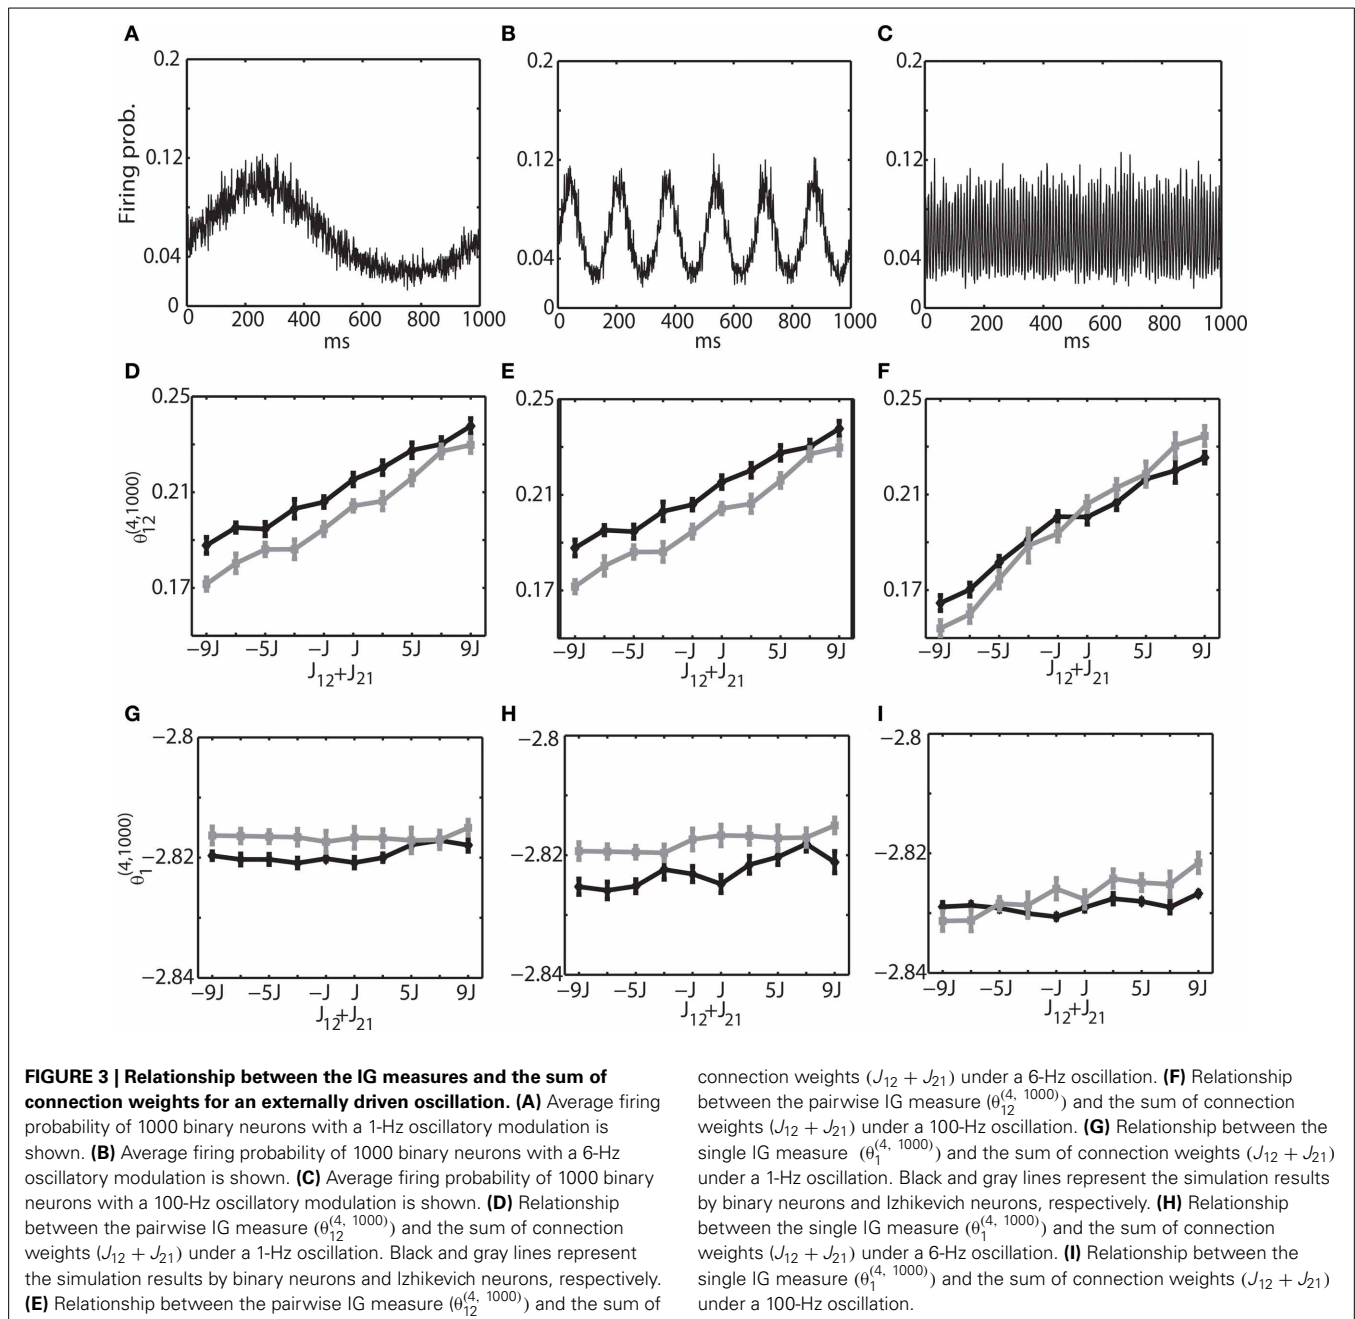 A
B
C
Firing prob.
0.2
0.12
0.04
0
0 200 400 600 800 1000
ms
0.2
0.12
0.04
0
0 200 400 600 800 1000
ms
0.2
0.12
0.04
0
0 200 400 600 800 1000
ms
D
E
F
θ12(4,1000)
0.25
0.21
0.17
−9J −5J −J J 5J 9J
J12+J21
0.25
0.21
0.17
−9J −5J −J J 5J 9J
J12+J21
0.25
0.21
0.17
−9J −5J −J J 5J 9J
J12+J21
G
H
I
θ1(4,1000)
−2.8
−2.82
−2.84
−9J −5J −J J 5J 9J
J12+J21
−2.8
−2.82
−2.84
−9J −5J −J J 5J 9J
J12+J21
−2.8
−2.82
−2.84
−9J −5J −J J 5J 9J
J12+J21
FIGURE 3 | Relationship between the IG measures and the sum of
connection weights for an externally driven oscillation. (A) Average firing
probability of 1000 binary neurons with a 1-Hz oscillatory modulation is
shown. (B) Average firing probability of 1000 binary neurons with a 6-Hz
oscillatory modulation is shown. (C) Average firing probability of 1000 binary
neurons with a 100-Hz oscillatory modulation is shown. (D) Relationship
between the pairwise IG measure (θ12(4, 1000)) and the sum of connection
weights (J12 + J21) under a 1-Hz oscillation. Black and gray lines represent
the simulation results by binary neurons and Izhikevich neurons, respectively.
(E) Relationship between the pairwise IG measure (θ12(4, 1000)) and the sum of
connection weights (J12 + J21) under a 6-Hz oscillation. (F) Relationship
between the pairwise IG measure (θ12(4, 1000)) and the sum of connection
weights (J12 + J21) under a 100-Hz oscillation. (G) Relationship between the
single IG measure (θ1(4, 1000)) and the sum of connection weights (J12 + J21)
under a 1-Hz oscillation. Black and gray lines represent the simulation results
by binary neurons and Izhikevich neurons, respectively. (H) Relationship
between the single IG measure (θ1(4, 1000)) and the sum of connection
weights (J12 + J21) under a 6-Hz oscillation. (I) Relationship between the
single IG measure (θ1(4, 1000)) and the sum of connection weights (J12 + J21)
under a 100-Hz oscillation.